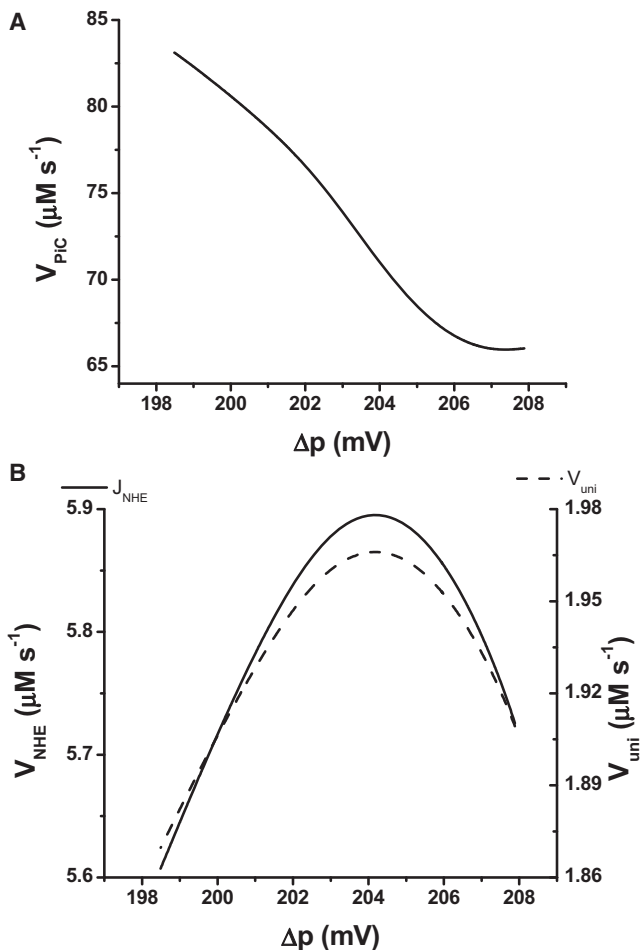 A
85
80
75
70
65
V_PiC (μM s^-1)
198 200 202 204 206 208
Δp (mV)
B
J_NHE
V_uni
5.9
5.8
5.7
5.6
V_NHE (μM s^-1)
1.98
1.95
1.92
1.89
1.86
V_uni (μM s^-1)
198 200 202 204 206 208
Δp (mV)